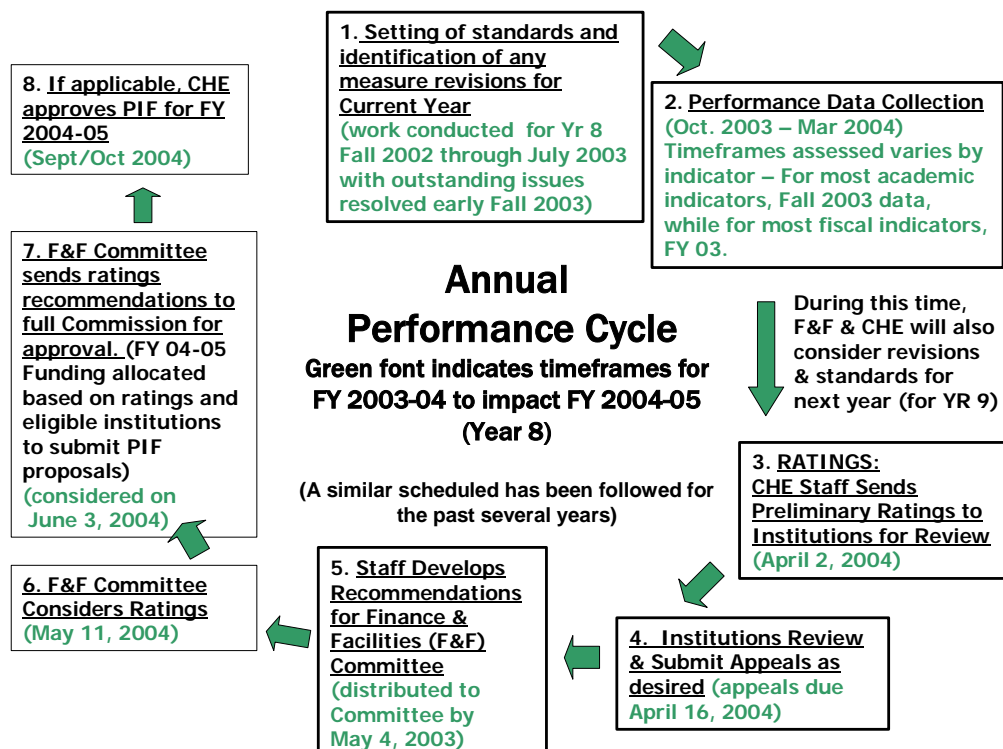 1. Setting of standards and
identification of any
measure revisions for
Current Year
(work conducted for Yr 8
Fall 2002 through July 2003
with outstanding issues
resolved early Fall 2003)
2. Performance Data Collection
(Oct. 2003 – Mar 2004)
Timeframes assessed varies by
indicator – For most academic
indicators, Fall 2003 data,
while for most fiscal indicators,
FY 03.
During this time,
F&F & CHE will also
consider revisions
& standards for
next year (for YR 9)
3. RATINGS:
CHE Staff Sends
Preliminary Ratings to
Institutions for Review
(April 2, 2004)
4. Institutions Review
& Submit Appeals as
desired (appeals due
April 16, 2004)
5. Staff Develops
Recommendations
for Finance &
Facilities (F&F)
Committee
(distributed to
Committee by
May 4, 2003)
6. F&F Committee
Considers Ratings
(May 11, 2004)
7. F&F Committee
sends ratings
recommendations to
full Commission for
approval. (FY 04-05
Funding allocated
based on ratings and
eligible institutions
to submit PIF
proposals)
(considered on
June 3, 2004)
8. If applicable, CHE
approves PIF for FY
2004-05
(Sept/Oct 2004)
Annual
Performance Cycle
Green font indicates timeframes for
FY 2003-04 to impact FY 2004-05
(Year 8)
(A similar scheduled has been followed for
the past several years)